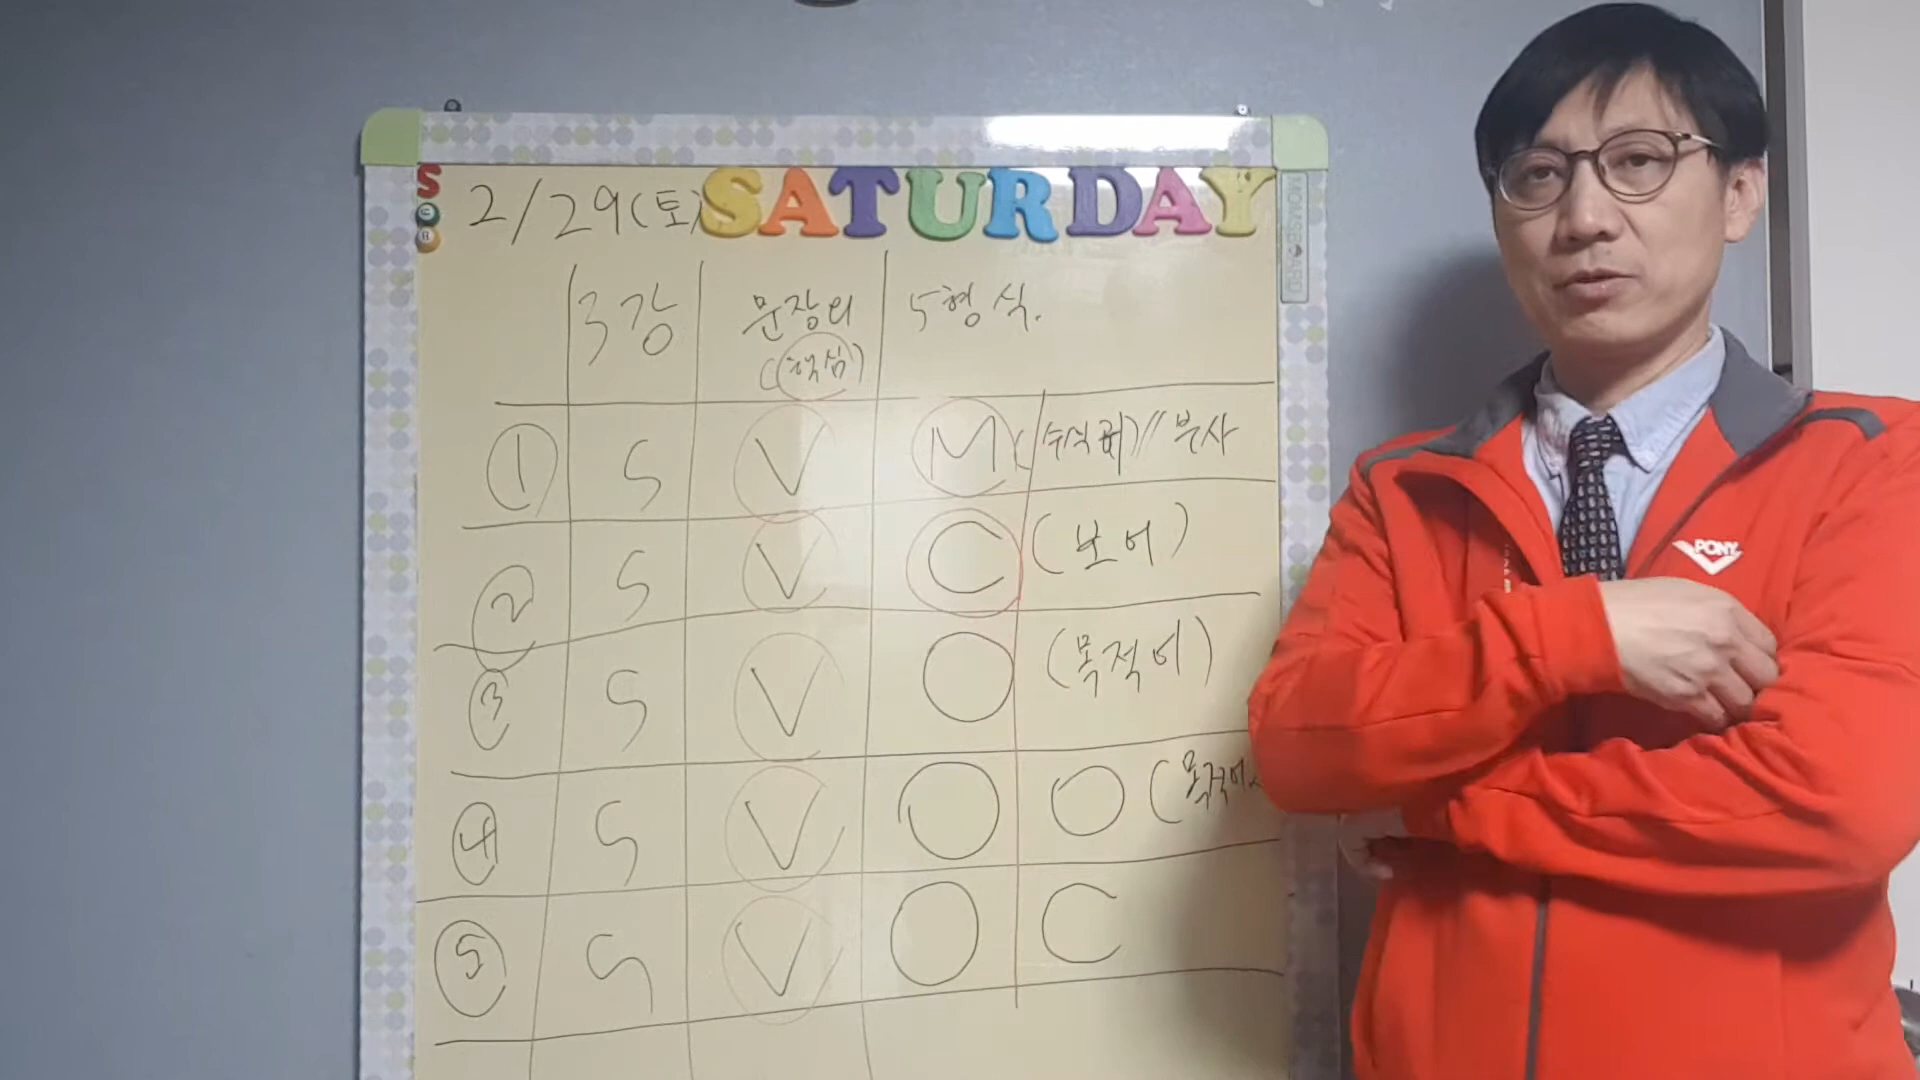 2/29(토) SATURDAY
MOMSBOARD
3강 문장의 5형식.
(핵심)
① S V M (수식어) // 부사
② S V C (보어)
③ S V O (목적어)
④ S V O O (목적어
⑤ S V O C
PONY